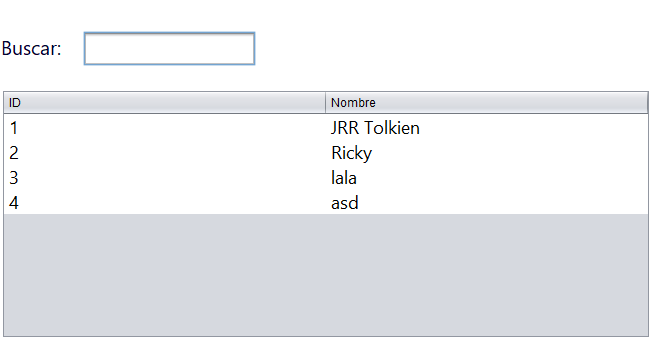 Buscar:
ID Nombre
1 JRR Tolkien
2 Ricky
3 lala
4 asd